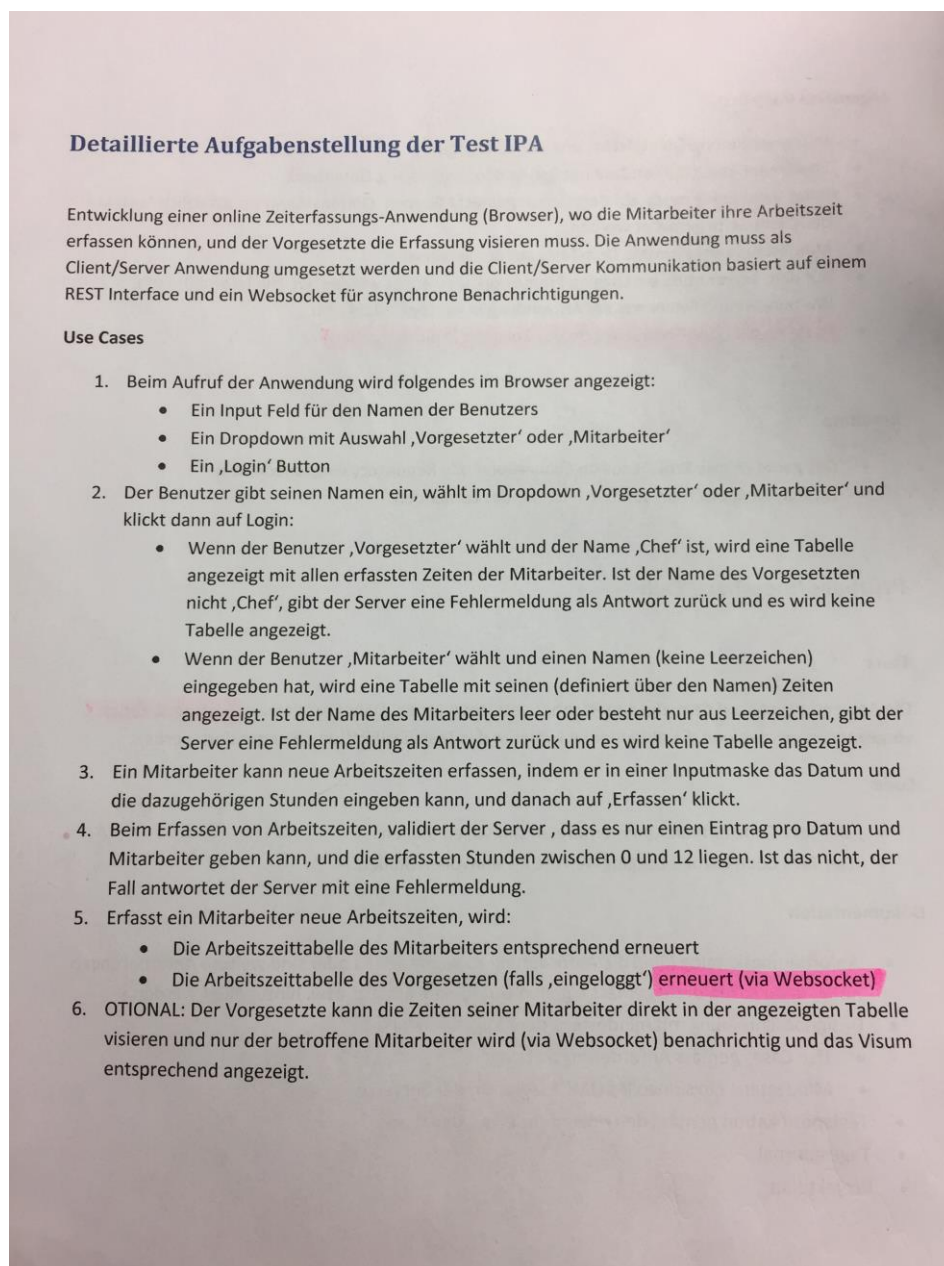 Detaillierte Aufgabenstellung der Test IPA
Entwicklung einer online Zeiterfassungs-Anwendung (Browser), wo die Mitarbeiter ihre Arbeitszeit
erfassen können, und der Vorgesetzte die Erfassung visieren muss. Die Anwendung muss als
Client/Server Anwendung umgesetzt werden und die Client/Server Kommunikation basiert auf einem
REST Interface und ein Websocket für asynchrone Benachrichtigungen.
Use Cases
1. Beim Aufruf der Anwendung wird folgendes im Browser angezeigt:
• Ein Input Feld für den Namen der Benutzers
• Ein Dropdown mit Auswahl ‚Vorgesetzter' oder ‚Mitarbeiter'
• Ein ‚Login' Button
2. Der Benutzer gibt seinen Namen ein, wählt im Dropdown ‚Vorgesetzter' oder ‚Mitarbeiter' und
klickt dann auf Login:
• Wenn der Benutzer ‚Vorgesetzter' wählt und der Name ‚Chef' ist, wird eine Tabelle
angezeigt mit allen erfassten Zeiten der Mitarbeiter. Ist der Name des Vorgesetzten
nicht ‚Chef', gibt der Server eine Fehlermeldung als Antwort zurück und es wird keine
Tabelle angezeigt.
• Wenn der Benutzer ‚Mitarbeiter' wählt und einen Namen (keine Leerzeichen)
eingegeben hat, wird eine Tabelle mit seinen (definiert über den Namen) Zeiten
angezeigt. Ist der Name des Mitarbeiters leer oder besteht nur aus Leerzeichen, gibt der
Server eine Fehlermeldung als Antwort zurück und es wird keine Tabelle angezeigt.
3. Ein Mitarbeiter kann neue Arbeitszeiten erfassen, indem er in einer Inputmaske das Datum und
die dazugehörigen Stunden eingeben kann, und danach auf ‚Erfassen' klickt.
4. Beim Erfassen von Arbeitszeiten, validiert der Server , dass es nur einen Eintrag pro Datum und
Mitarbeiter geben kann, und die erfassten Stunden zwischen 0 und 12 liegen. Ist das nicht, der
Fall antwortet der Server mit eine Fehlermeldung.
5. Erfasst ein Mitarbeiter neue Arbeitszeiten, wird:
• Die Arbeitszeittabelle des Mitarbeiters entsprechend erneuert
• Die Arbeitszeittabelle des Vorgesetzen (falls ‚eingeloggt') erneuert (via Websocket)
6. OTIONAL: Der Vorgesetzte kann die Zeiten seiner Mitarbeiter direkt in der angezeigten Tabelle
visieren und nur der betroffene Mitarbeiter wird (via Websocket) benachrichtig und das Visum
entsprechend angezeigt.